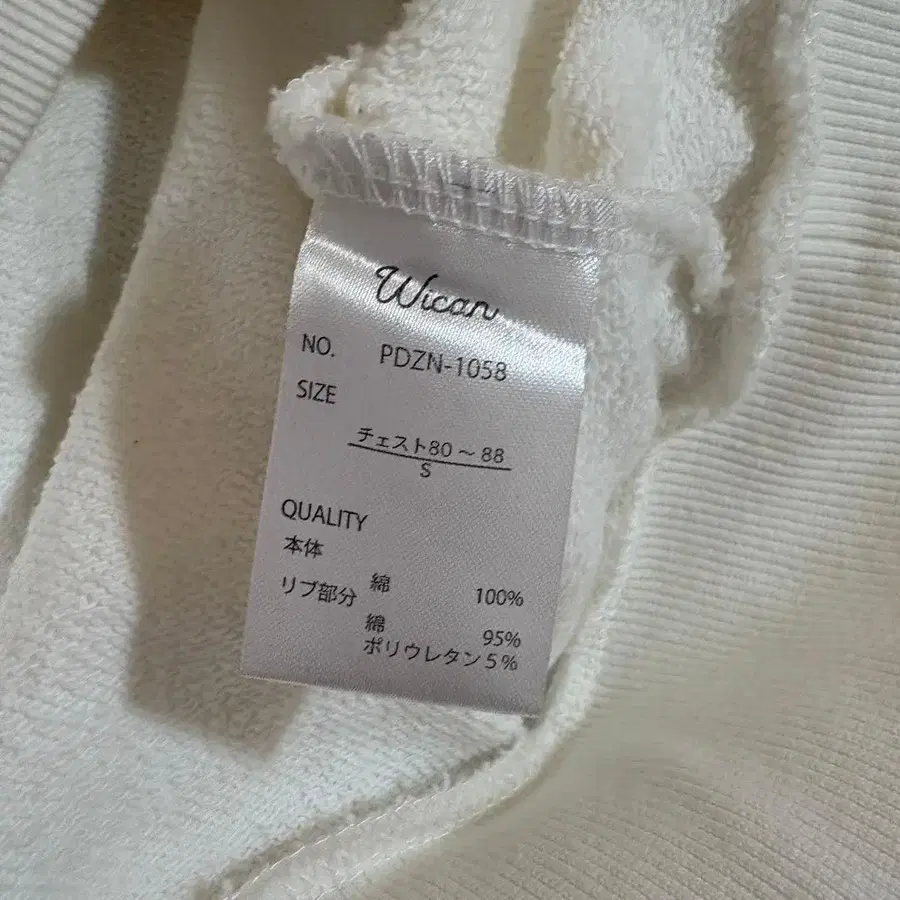 Wican
NO. PDZN-1058
SIZE
チェスト80～88
S
QUALITY
本体
綿 100%
リブ部分
綿 95%
ポリウレタン5%